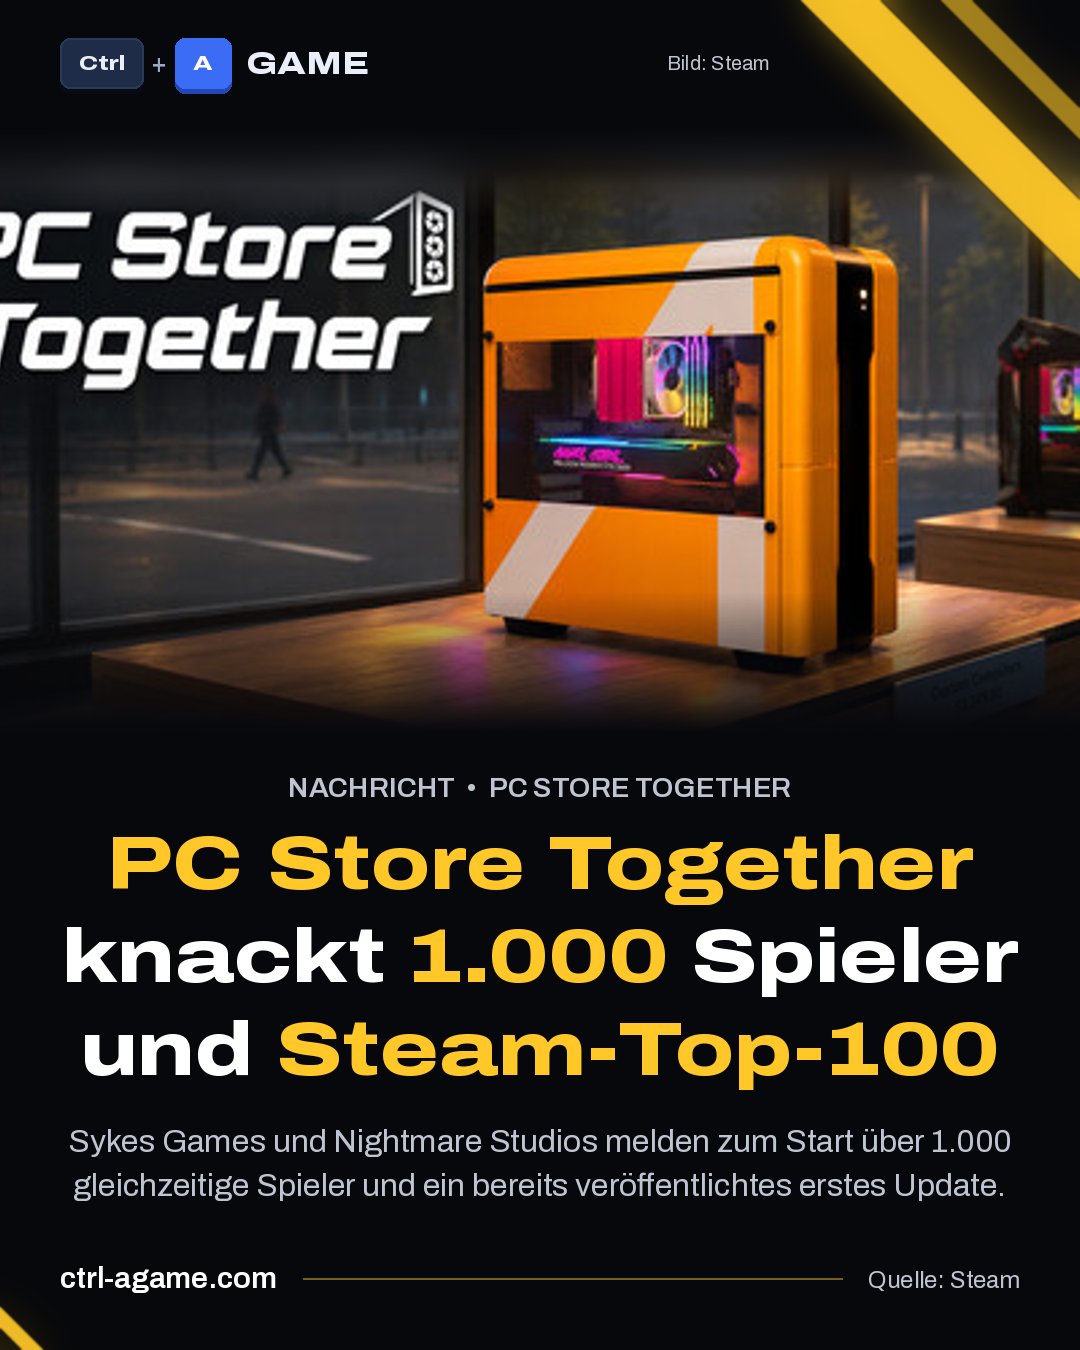 Ctrl + A GAME
Bild: Steam
PC Store
Together
NACHRICHT • PC STORE TOGETHER
PC Store Together
knackt 1.000 Spieler
und Steam-Top-100
Sykes Games und Nightmare Studios melden zum Start über 1.000
gleichzeitige Spieler und ein bereits veröffentlichtes erstes Update.
ctrl-agame.com
Quelle: Steam